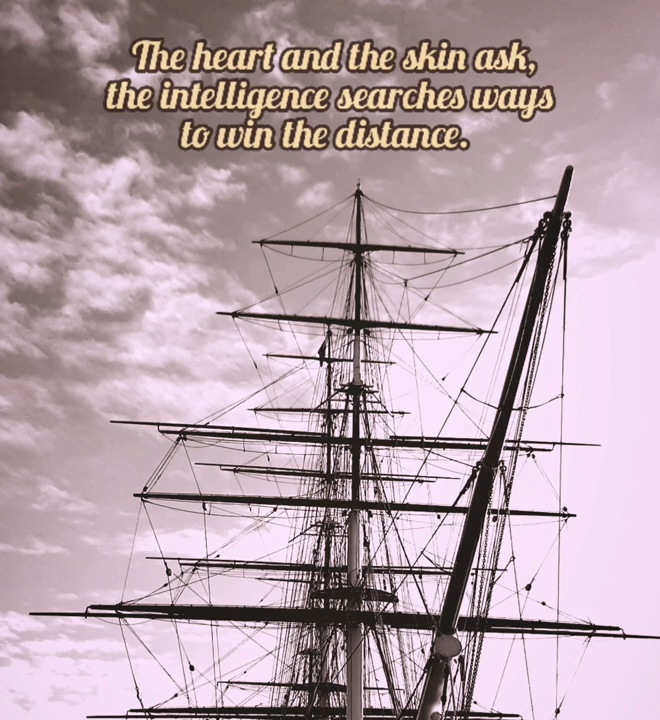 The heart and the skin ask,
the intelligence searches ways
to win the distance.